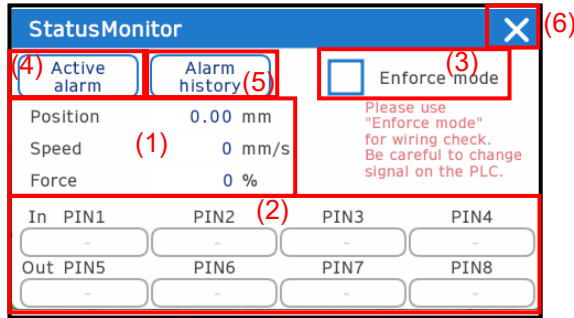 StatusMonitor
(6)
(4) Active alarm
Alarm history (5)
(3)
Enforce mode
Position 0.00 mm
Speed 0 mm/s
Force 0 %
(1)
Please use
"Enforce mode"
for wiring check.
Be careful to change
signal on the PLC.
(2)
In PIN1 PIN2 PIN3 PIN4
- - - -
Out PIN5 PIN6 PIN7 PIN8
- - - -